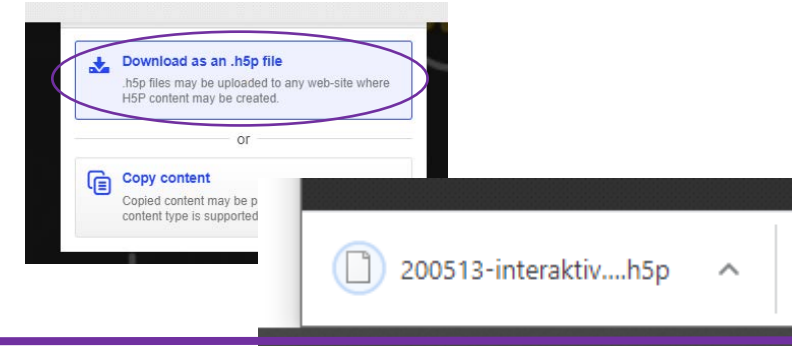 Download as an .h5p file
.h5p files may be uploaded to any web-site where
H5P content may be created.
or
Copy content
Copied content may be p
content type is supported
200513-interaktiv....h5p